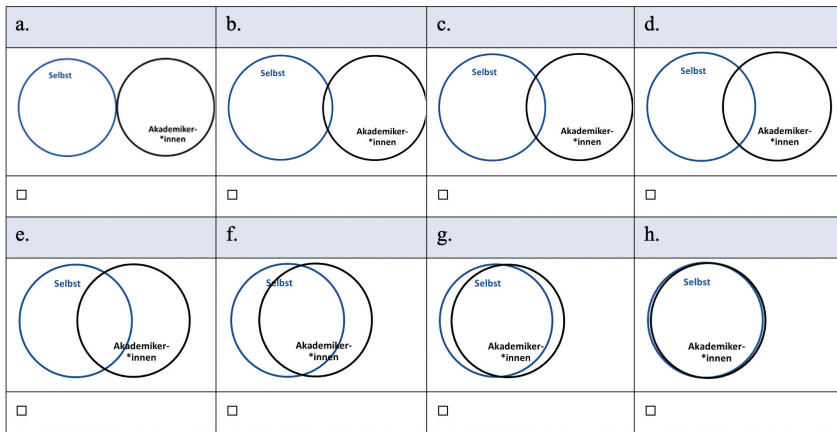 a.
b.
c.
d.
Selbst
Akademiker-
*innen
Selbst
Akademiker-
*innen
Selbst
Akademiker-
*innen
Selbst
Akademiker-
*innen
☐
☐
☐
☐
e.
f.
g.
h.
Selbst
Akademiker-
*innen
Selbst
Akademiker-
*innen
Selbst
Akademiker-
*innen
Selbst
Akademiker-
*innen
☐
☐
☐
☐